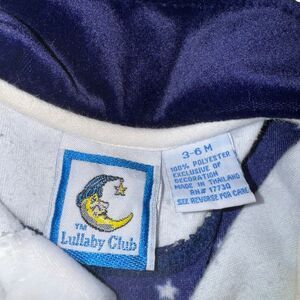 TM
Lullaby Club
3-6 M
100% POLYESTER
EXCLUSIVE OF
DECORATION
MADE IN THAILAND
RN# 17730
SEE REVERSE FOR CARE